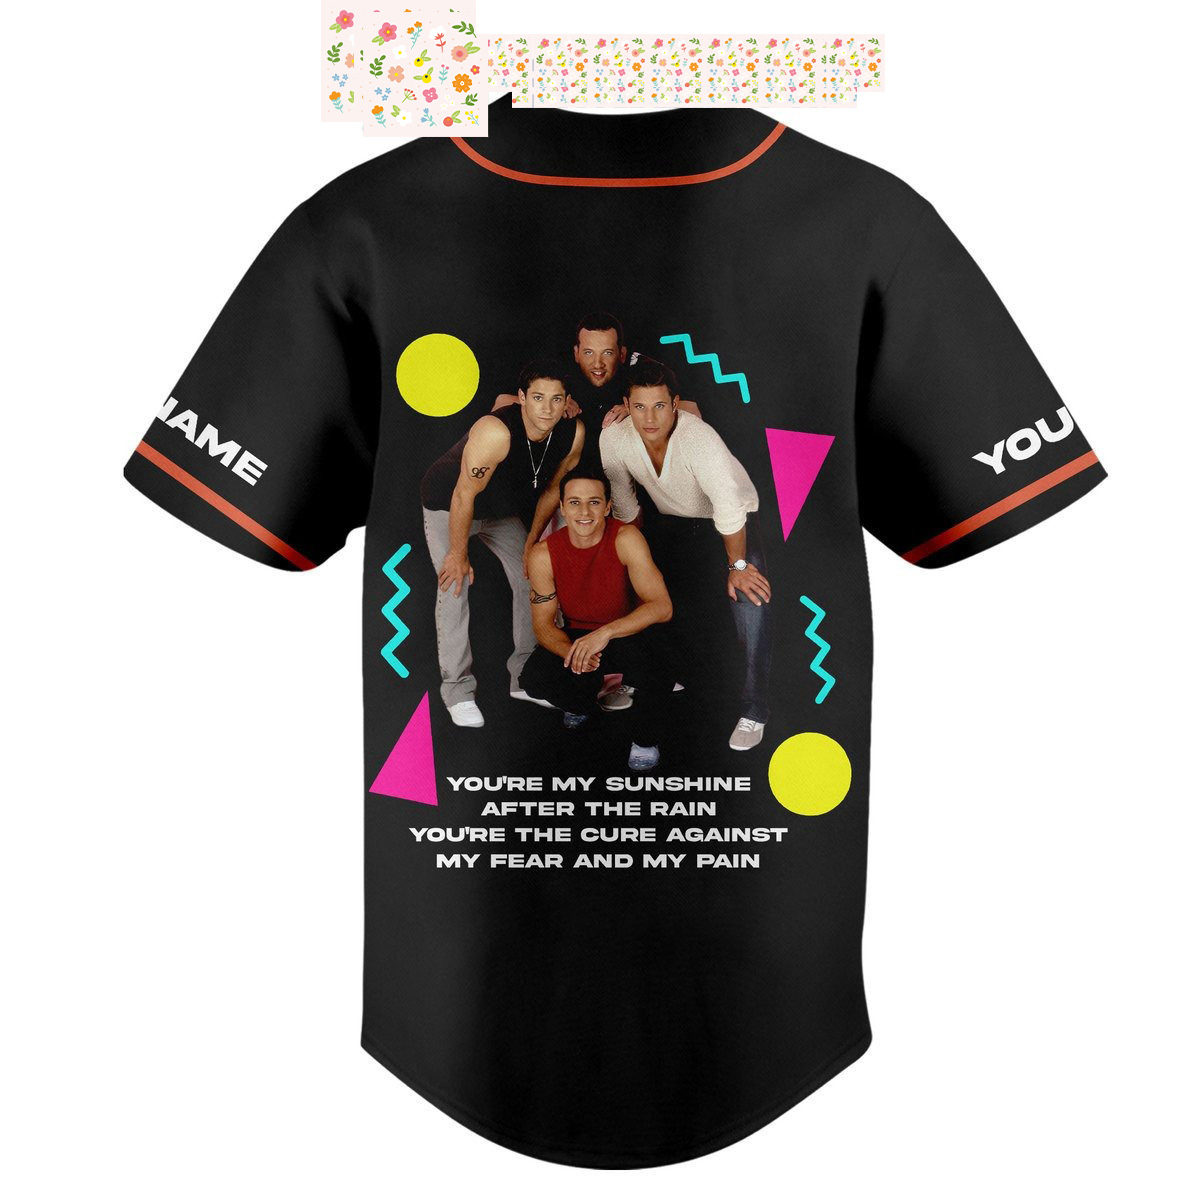 NAME
YOU
98°
YOU'RE MY SUNSHINE
AFTER THE RAIN
YOU'RE THE CURE AGAINST
MY FEAR AND MY PAIN